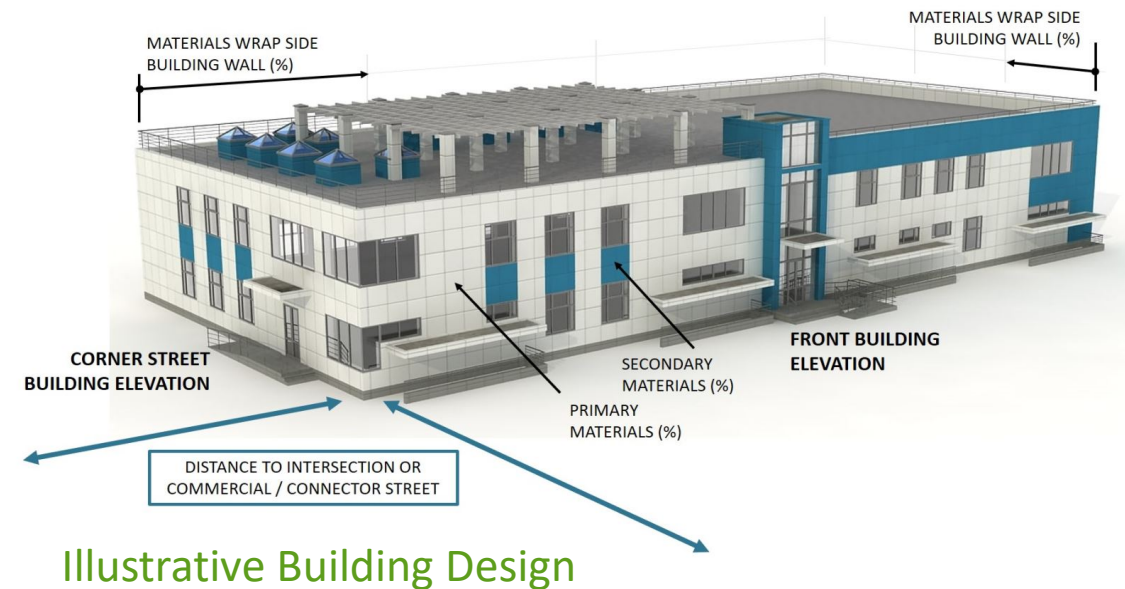 MATERIALS WRAP SIDE
BUILDING WALL (%)
MATERIALS WRAP SIDE
BUILDING WALL (%)
CORNER STREET
BUILDING ELEVATION
FRONT BUILDING
ELEVATION
SECONDARY
MATERIALS (%)
PRIMARY
MATERIALS (%)
DISTANCE TO INTERSECTION OR
COMMERCIAL / CONNECTOR STREET
Illustrative Building Design